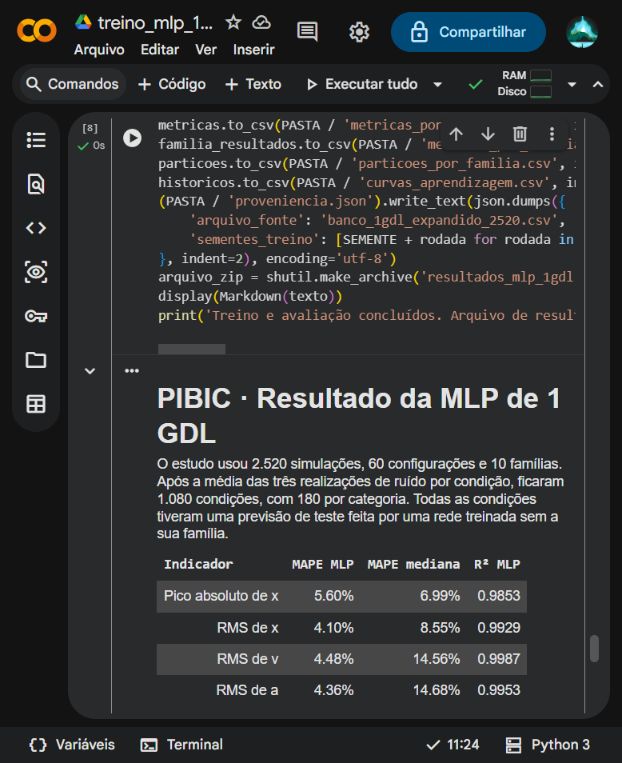 treino_mlp_1...
Arquivo Editar Ver Inserir
Compartilhar
Comandos + Código + Texto Executar tudo RAM
Disco
[8]
0s
metricas.to_csv(PASTA / 'metricas_por
familia_resultados.to_csv(PASTA /
particoes.to_csv(PASTA / 'particoes_por_familia.csv',
historicos.to_csv(PASTA / 'curvas_aprendizagem.csv',
(PASTA / 'proveniencia.json').write_text(json.dumps({
'arquivo_fonte': 'banco_1gdl_expandido_2520.csv',
'sementes_treino': [SEMENTE + rodada for rodada in
}, indent=2), encoding='utf-8')
arquivo_zip = shutil.make_archive('resultados_mlp_1gdl
display(Markdown(texto))
print('Treino e avaliação concluídos. Arquivo de
PIBIC · Resultado da MLP de 1
GDL
O estudo usou 2.520 simulações, 60 configurações e 10 famílias.
Após a média das três realizações de ruído por condição, ficaram
1.080 condições, com 180 por categoria. Todas as condições
tiveram uma previsão de teste feita por uma rede treinada sem a
sua família.
Indicador MAPE MLP MAPE mediana R² MLP
Pico absoluto de x 5.60% 6.99% 0.9853
RMS de x 4.10% 8.55% 0.9929
RMS de v 4.48% 14.56% 0.9987
RMS de a 4.36% 14.68% 0.9953
{} Variáveis Terminal 11:24 Python 3